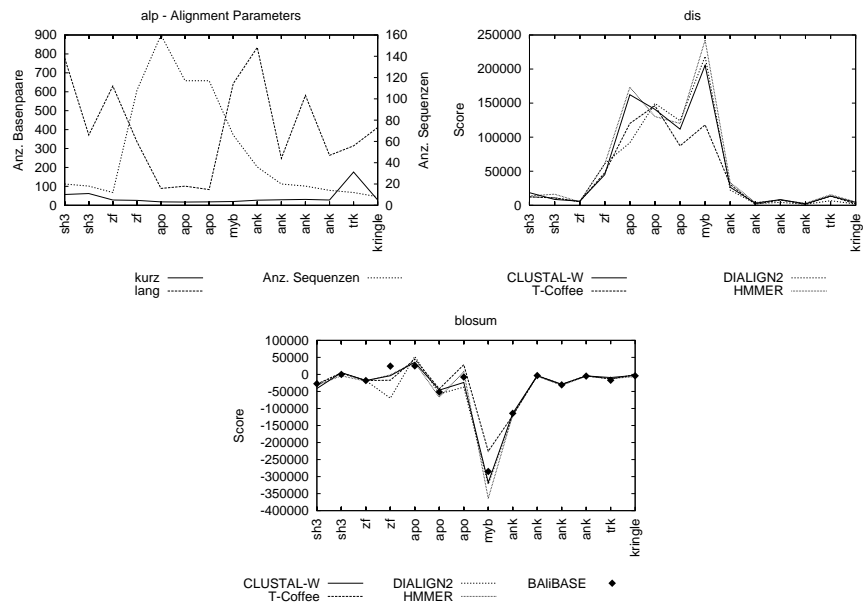 alp - Alignment Parameters
Anz. Basenpaare
900
800
700
600
500
400
300
200
100
0
160
140
120
100
80
60
40
20
0
Anz. Sequenzen
sh3
sh3
zf
zf
apo
apo
apo
myb
ank
ank
ank
ank
trk
kringle
kurz
lang
Anz. Sequenzen
dis
Score
250000
200000
150000
100000
50000
0
sh3
sh3
zf
zf
apo
apo
apo
myb
ank
ank
ank
ank
trk
kringle
CLUSTAL-W
T-Coffee
DIALIGN2
HMMER
blosum
Score
100000
50000
0
-50000
-100000
-150000
-200000
-250000
-300000
-350000
-400000
sh3
sh3
zf
zf
apo
apo
apo
myb
ank
ank
ank
ank
trk
kringle
CLUSTAL-W
T-Coffee
DIALIGN2
HMMER
BAliBASE